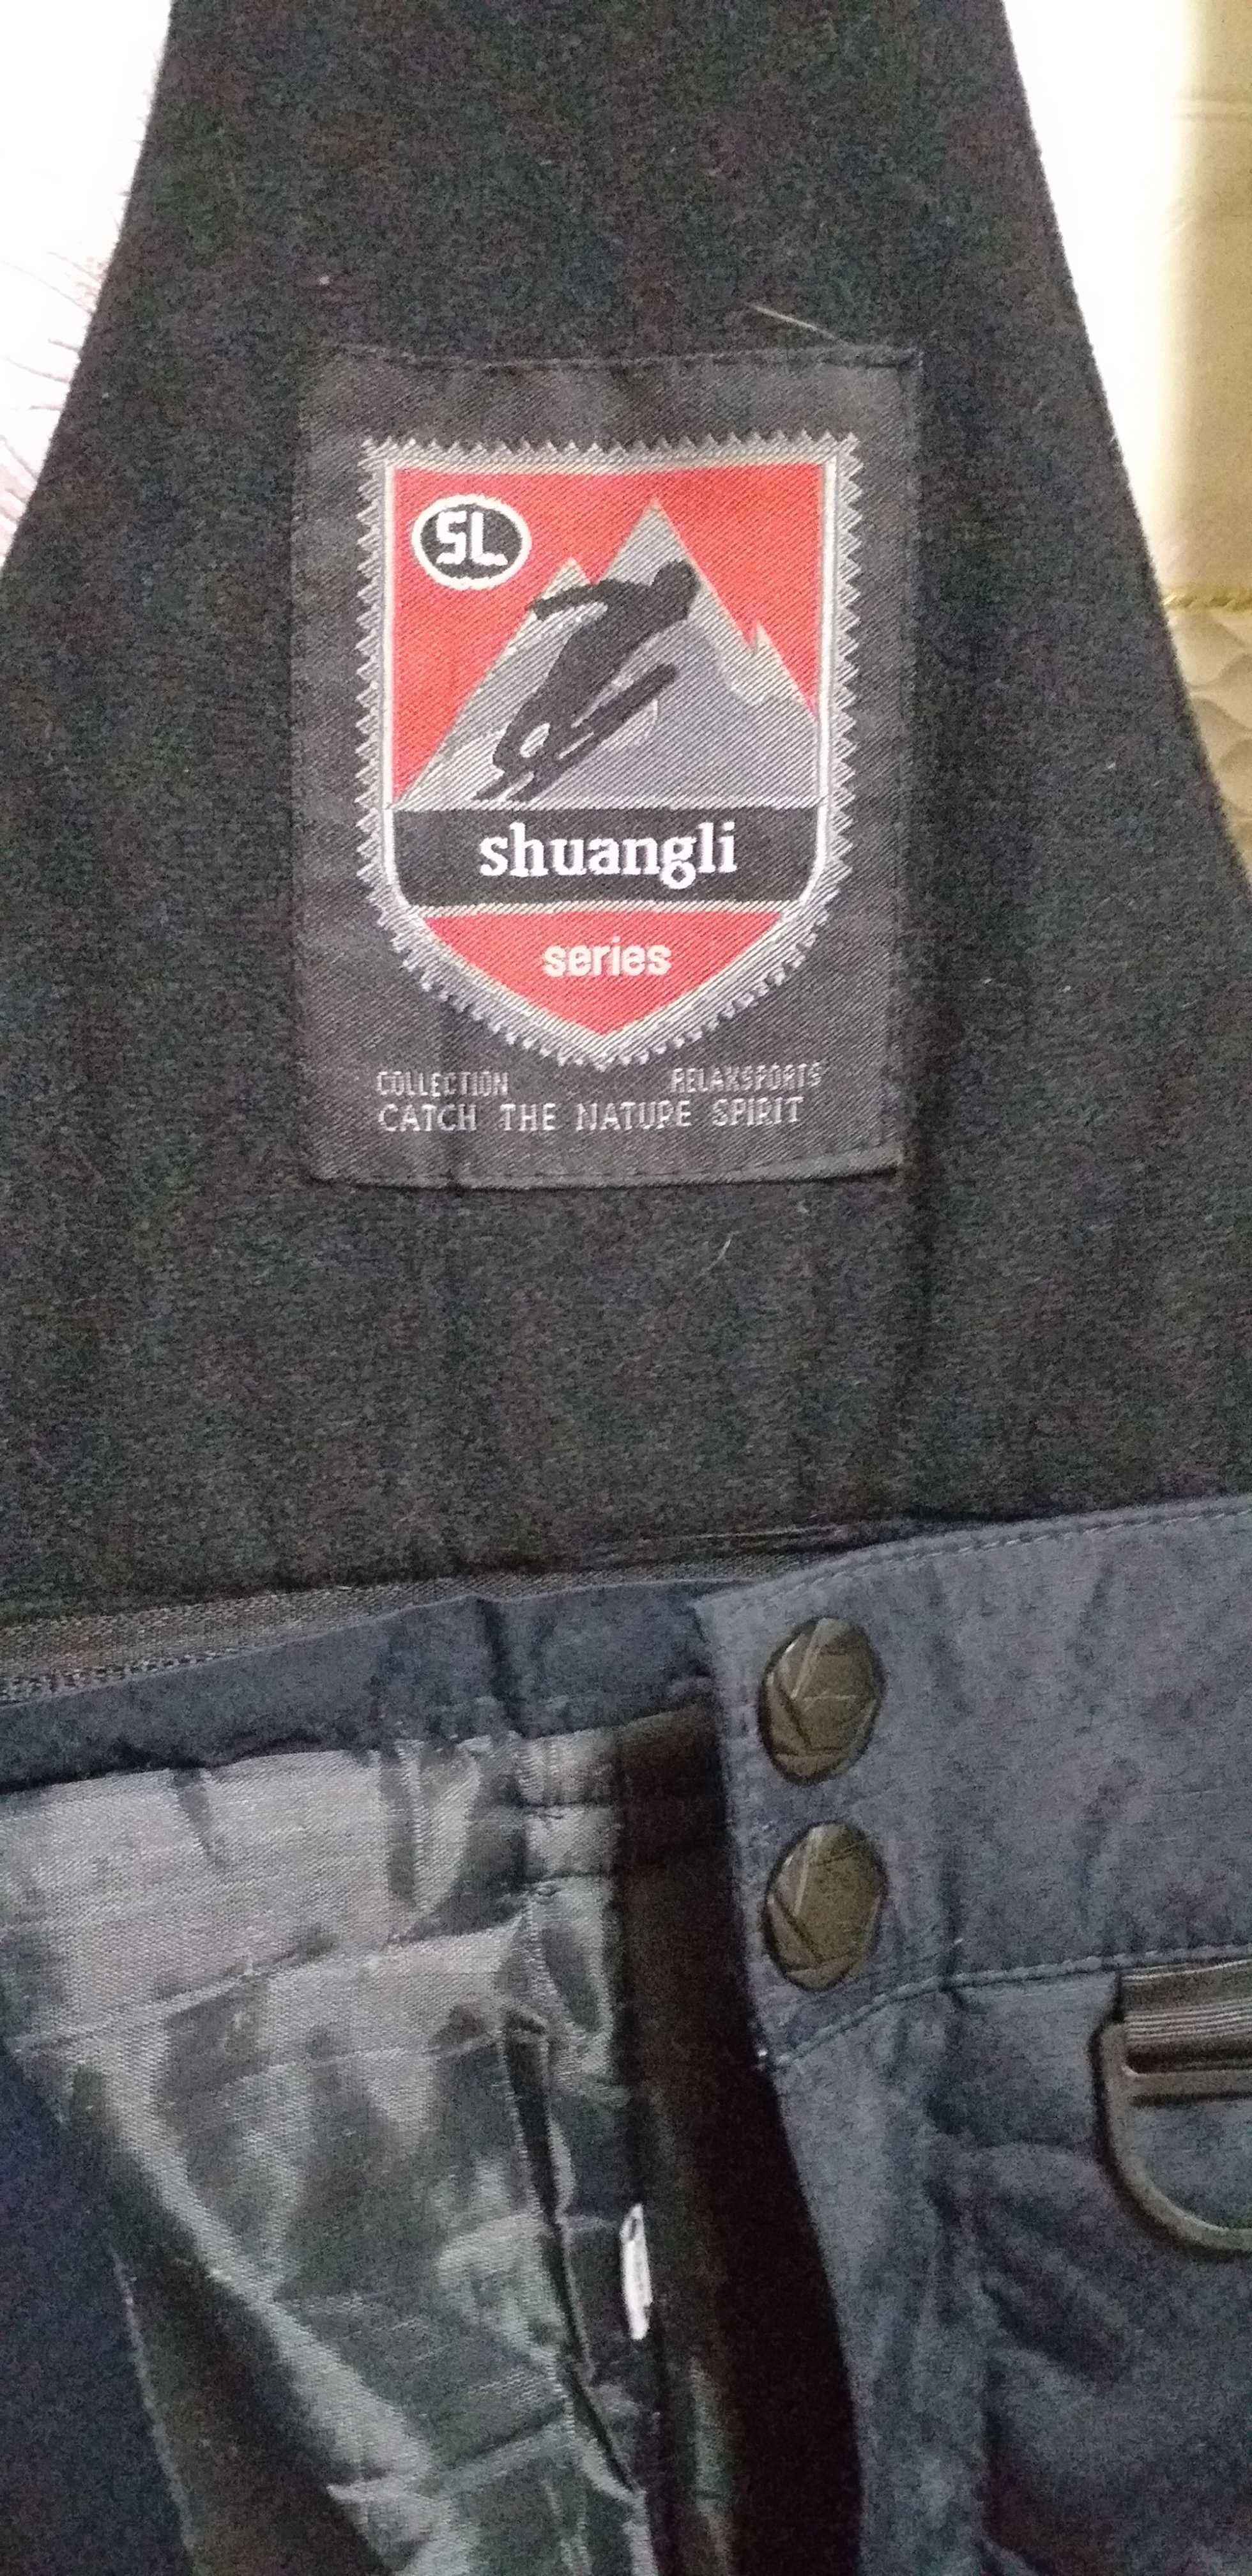 SL
shuangli
series
COLLECTION RELAXSPORTS
CATCH THE NATURE SPIRIT